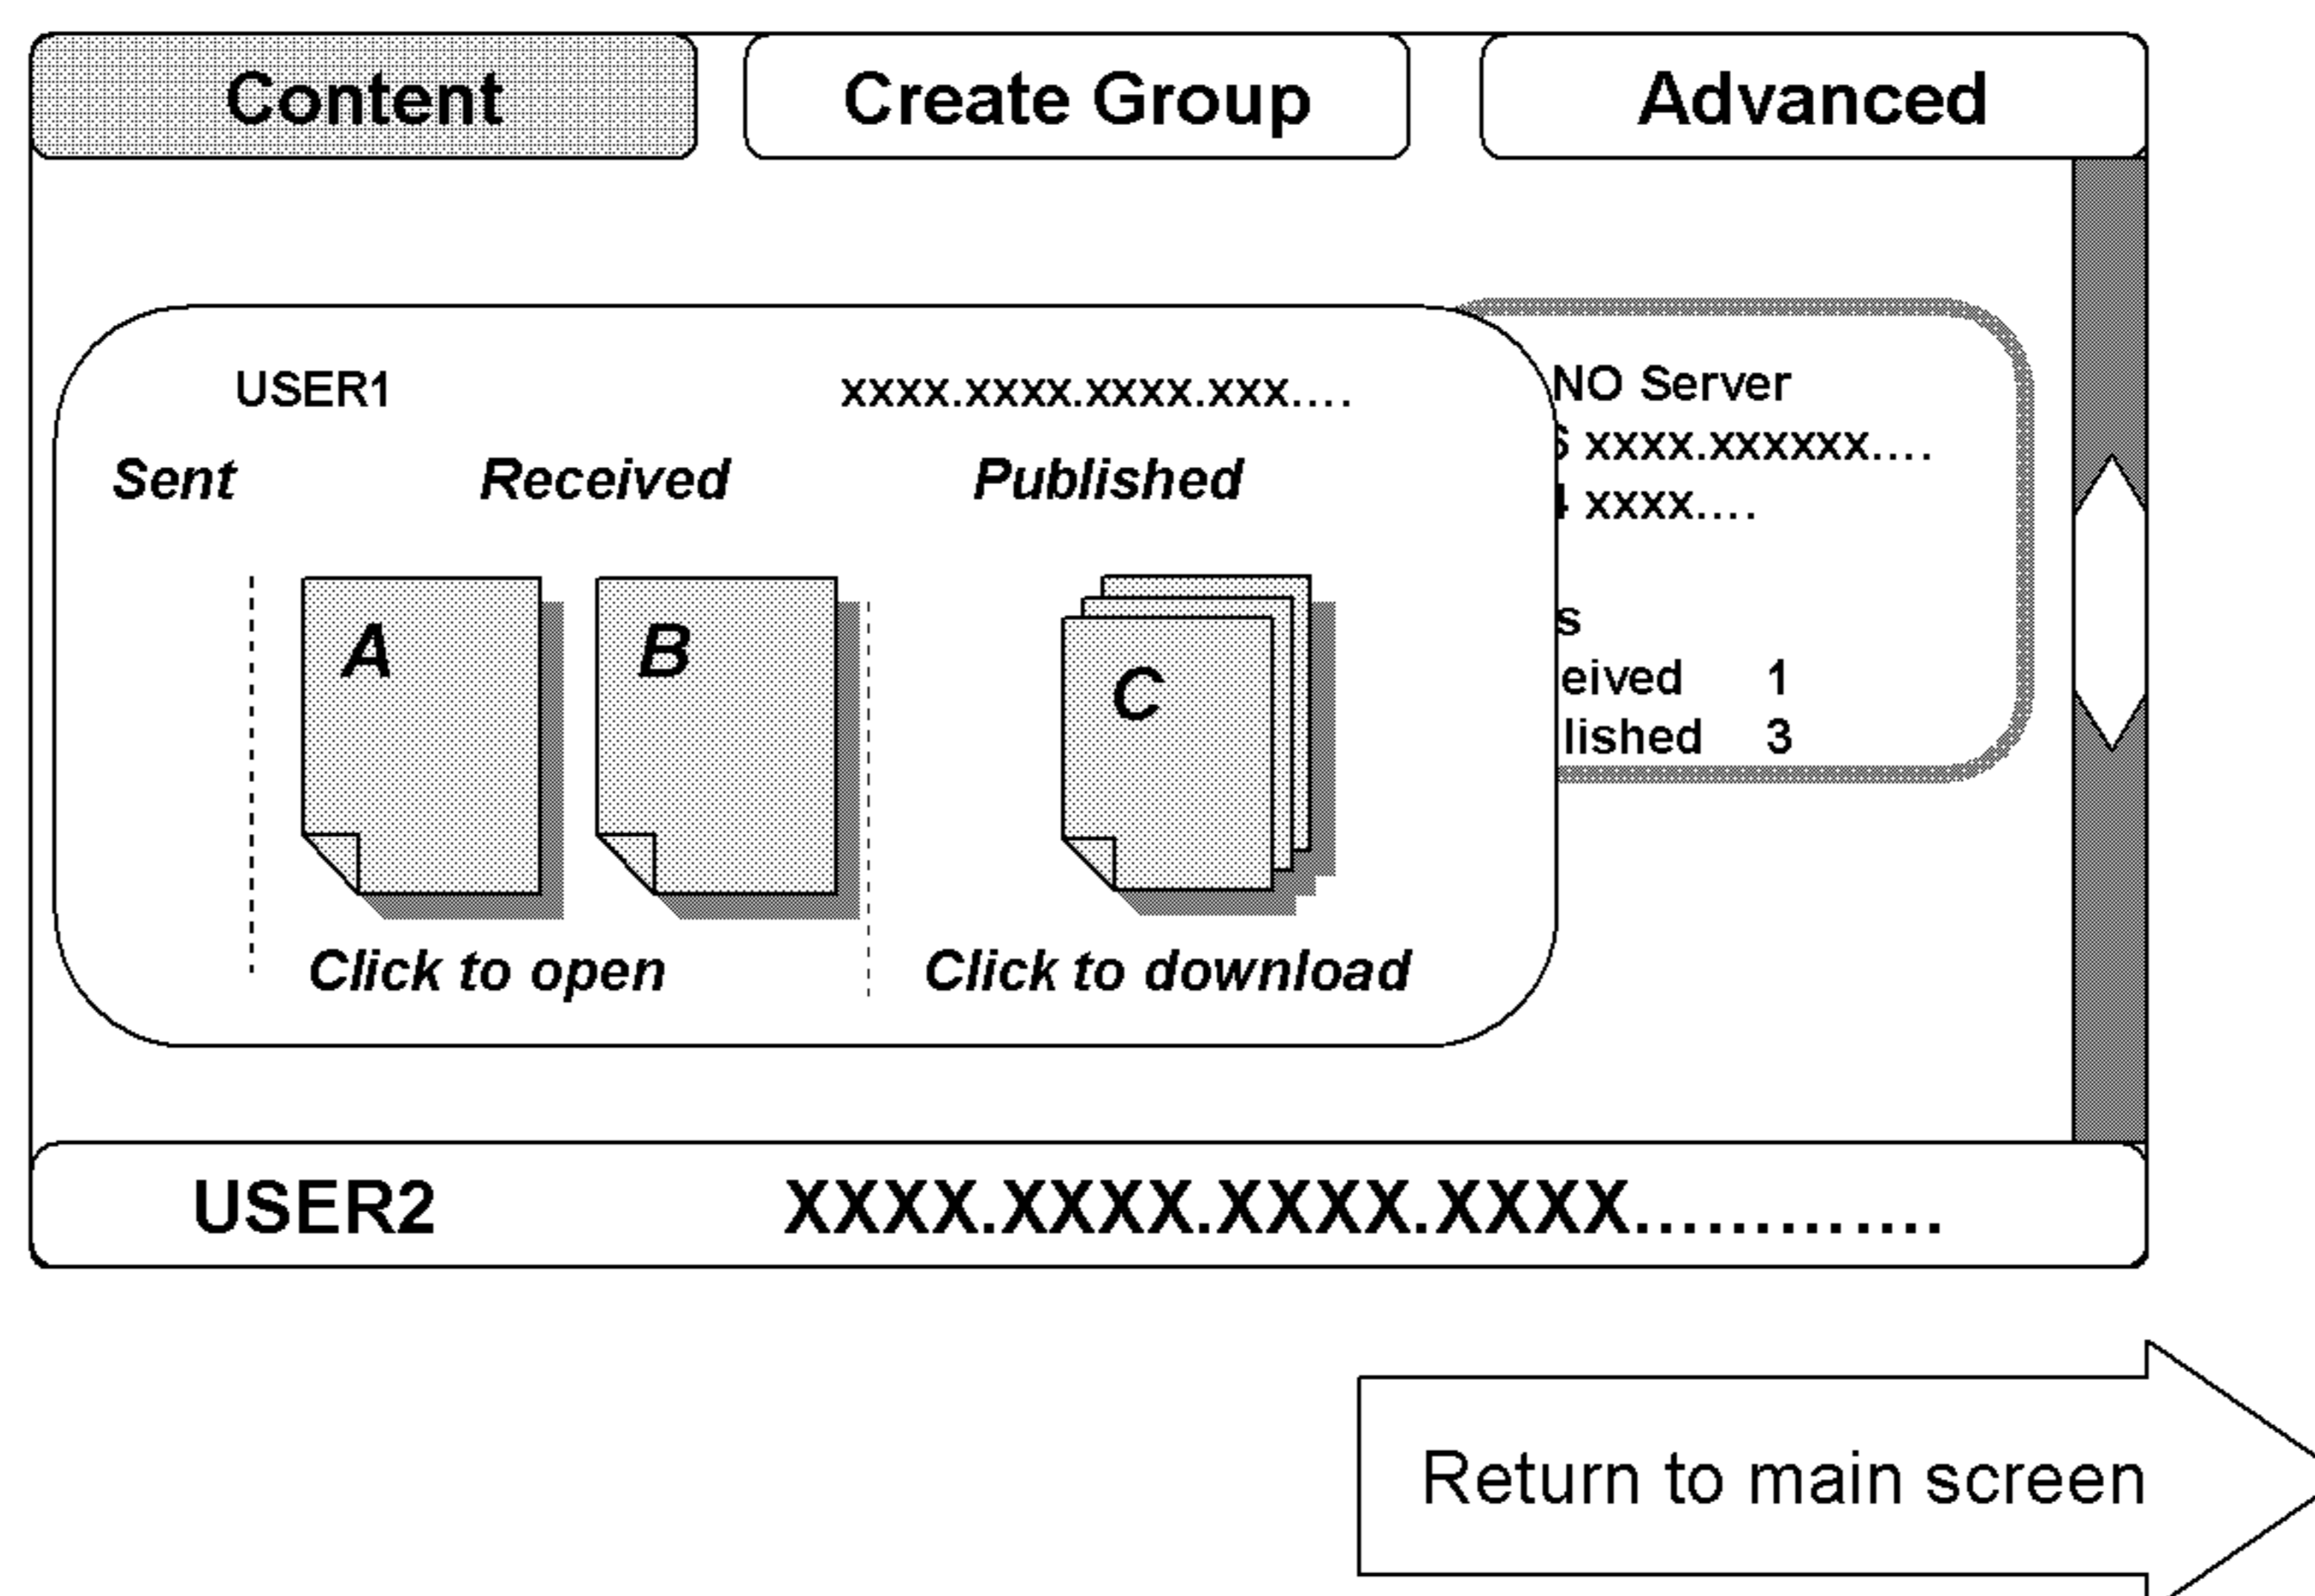 Content Create Group Advanced
USER1 xxxx.xxxx.xxxx.xxx....
NO Server
xxxx.xxxxxx....
Sent Received Published
xxxx....
A B C
s
eived 1
lished 3
Click to open Click to download
USER2 XXXX.XXXX.XXXX.XXXX.............
Return to main screen